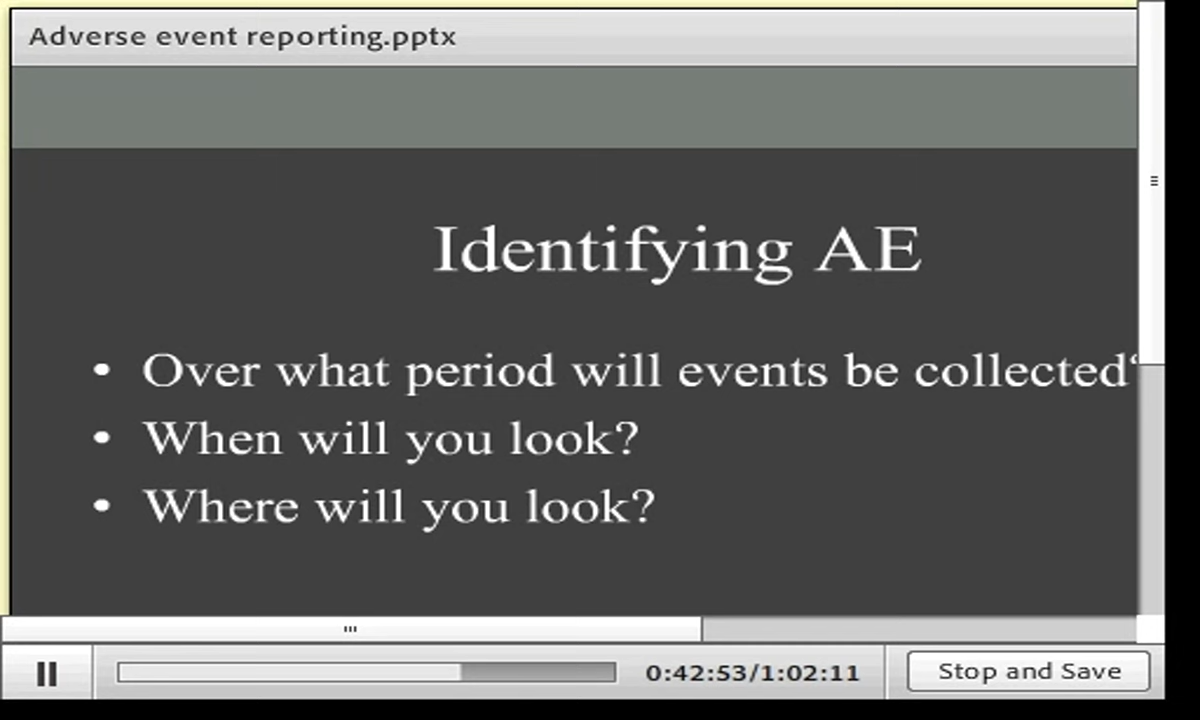 Adverse event reporting.pptx
Identifying AE
• Over what period will events be collected
• When will you look?
• Where will you look?
0:42:53/1:02:11
Stop and Save